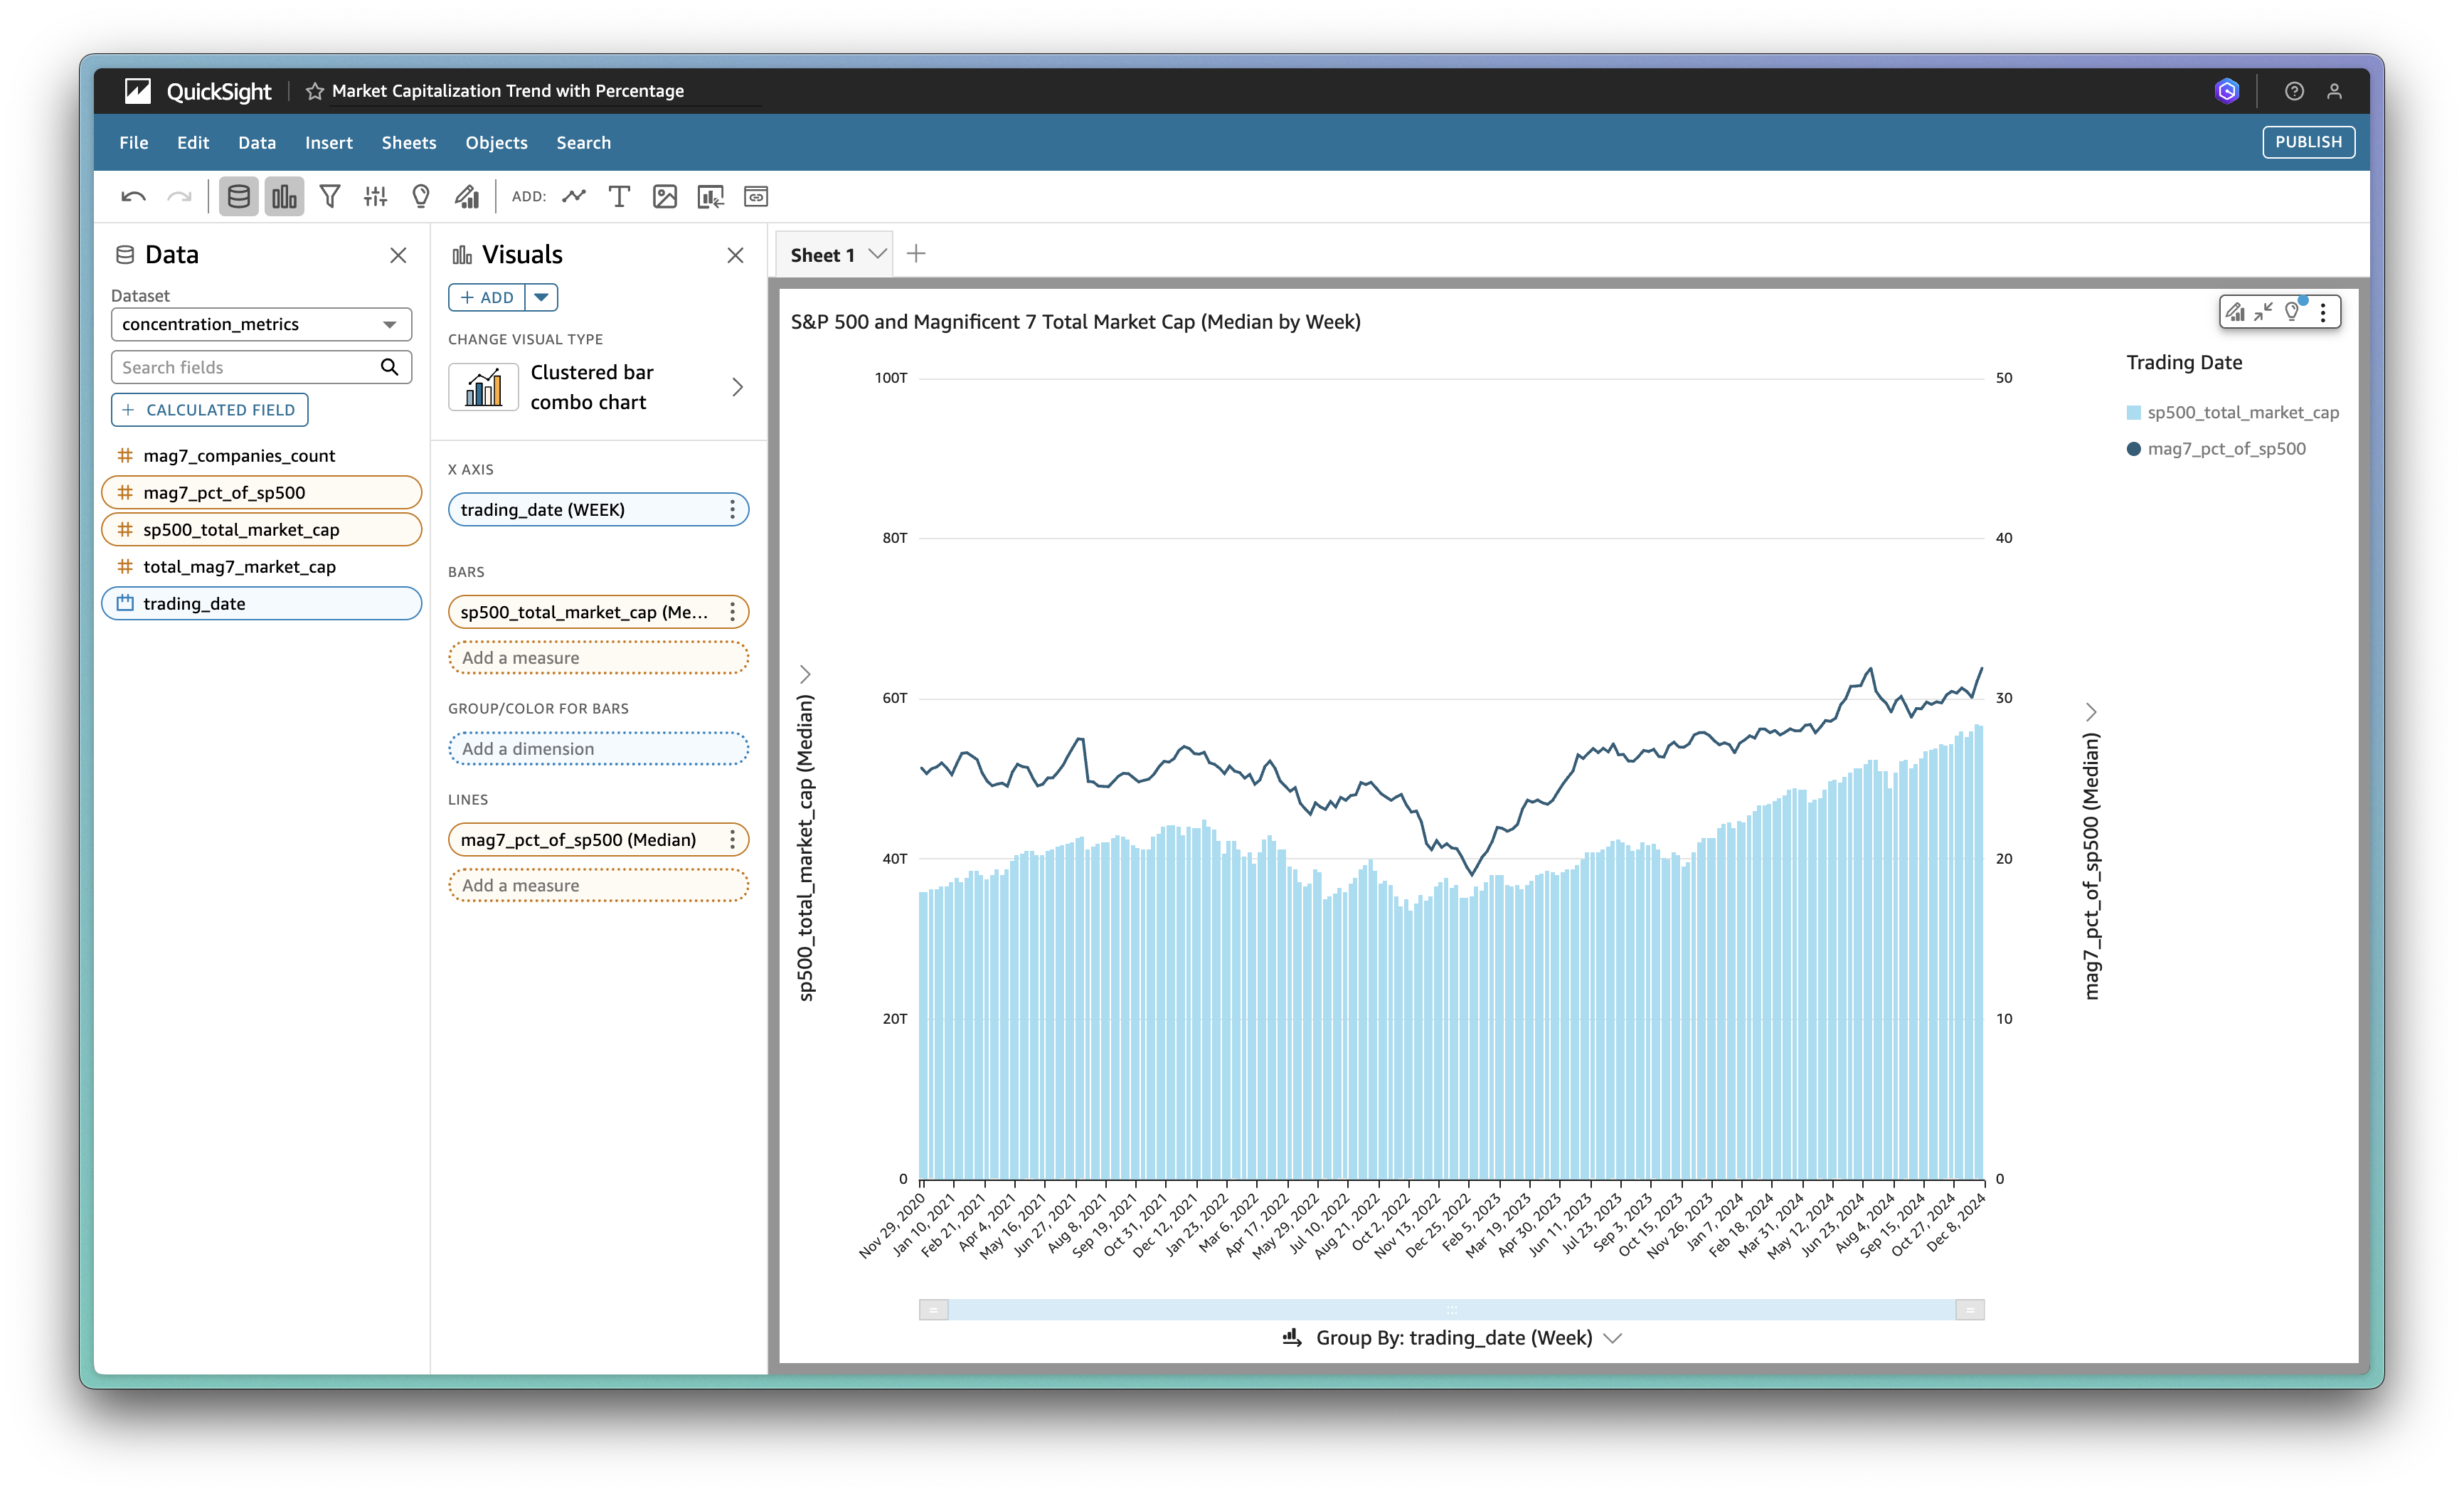 QuickSight
Market Capitalization Trend with Percentage
File Edit Data Insert Sheets Objects Search
PUBLISH
ADD:
Data
Dataset
concentration_metrics
Search fields
CALCULATED FIELD
mag7_companies_count
mag7_pct_of_sp500
sp500_total_market_cap
total_mag7_market_cap
trading_date
Visuals
ADD
CHANGE VISUAL TYPE
Clustered bar
combo chart
X AXIS
trading_date (WEEK)
BARS
sp500_total_market_cap (Me...
Add a measure
GROUP/COLOR FOR BARS
Add a dimension
LINES
mag7_pct_of_sp500 (Median)
Add a measure
Sheet 1
S&P 500 and Magnificent 7 Total Market Cap (Median by Week)
sp500_total_market_cap (Median)
100T
80T
60T
40T
20T
0
50
40
30
20
10
0
mag7_pct_of_sp500 (Median)
Trading Date
sp500_total_market_cap
mag7_pct_of_sp500
Nov 29, 2020
Jan 10, 2021
Feb 21, 2021
Apr 4, 2021
May 16, 2021
Jun 27, 2021
Aug 8, 2021
Sep 19, 2021
Oct 31, 2021
Dec 12, 2021
Jan 23, 2022
Mar 6, 2022
Apr 17, 2022
May 29, 2022
Jul 10, 2022
Aug 21, 2022
Oct 2, 2022
Nov 13, 2022
Dec 25, 2022
Feb 5, 2023
Mar 19, 2023
Apr 30, 2023
Jun 11, 2023
Jul 23, 2023
Sep 3, 2023
Oct 15, 2023
Nov 26, 2023
Jan 7, 2024
Feb 18, 2024
Mar 31, 2024
May 12, 2024
Jun 23, 2024
Aug 4, 2024
Sep 15, 2024
Oct 27, 2024
Dec 8, 2024
Group By: trading_date (Week)